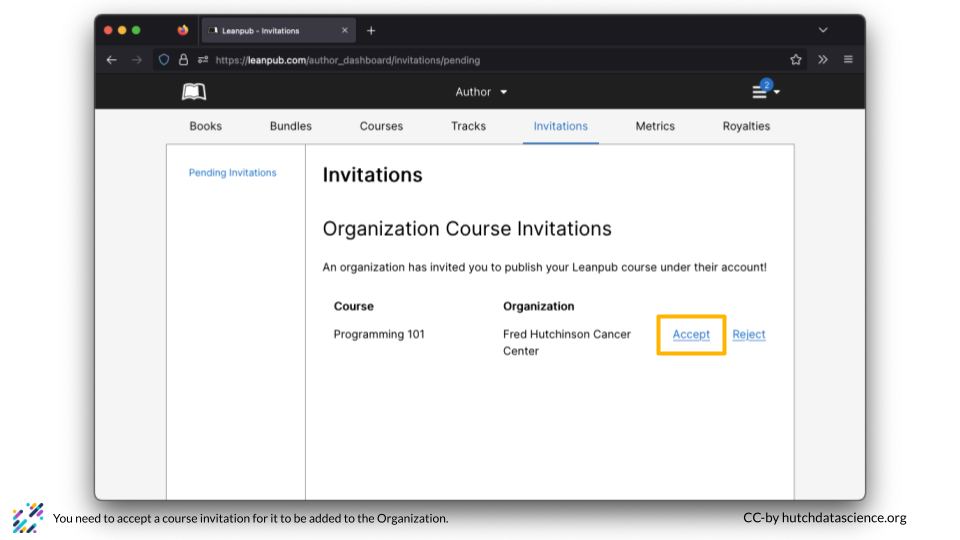 Leanpub - Invitations
https://leanpub.com/author_dashboard/invitations/pending
Author
2
Books Bundles Courses Tracks Invitations Metrics Royalties
Pending Invitations
Invitations
Organization Course Invitations
An organization has invited you to publish your Leanpub course under their account!
Course Organization
Programming 101 Fred Hutchinson Cancer Accept Reject
Center
You need to accept a course invitation for it to be added to the Organization.
CC-by hutchdatascience.org